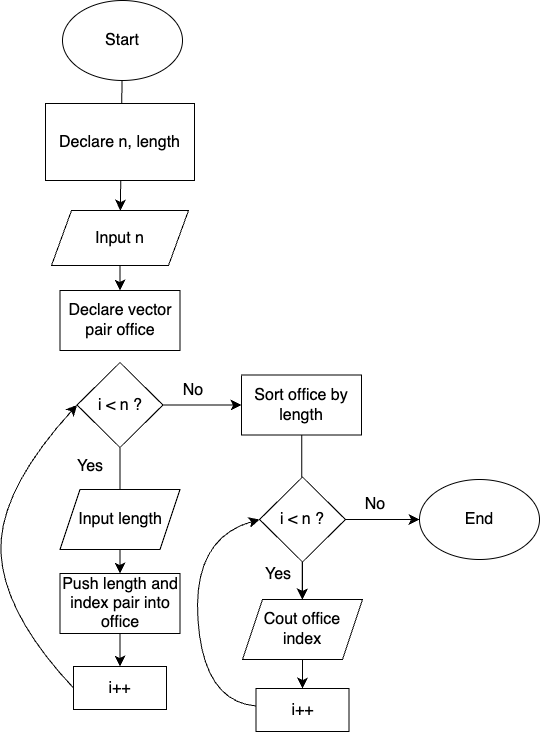 Start
Declare n, length
Input n
Declare vector
pair office
i < n ?
No
Sort office by
length
Yes
Input length
Push length and
index pair into
office
i++
i < n ?
No
End
Yes
Cout office
index
i++